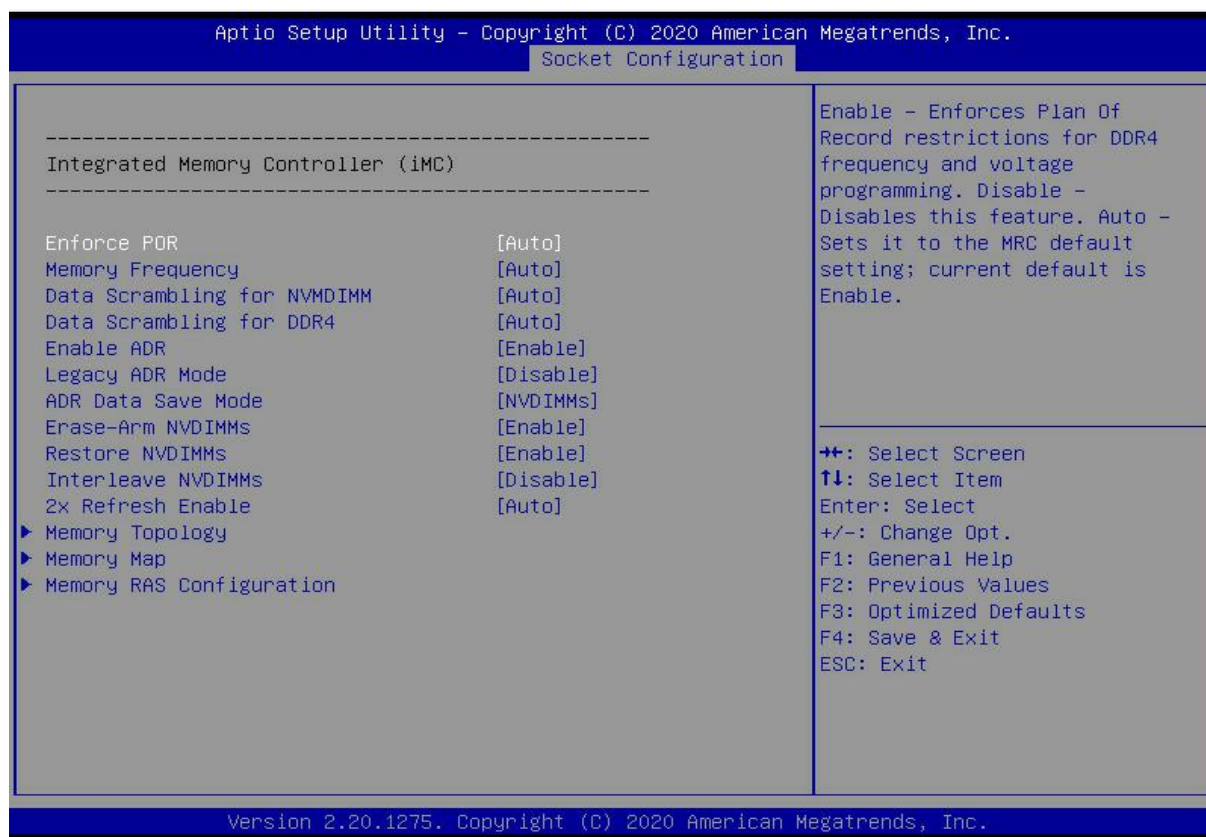 Aptio Setup Utility – Copyright (C) 2020 American Megatrends, Inc.
Socket Configuration
--------------------------------------------------
Integrated Memory Controller (iMC)
--------------------------------------------------
Enforce POR [Auto]
Memory Frequency [Auto]
Data Scrambling for NVMDIMM [Auto]
Data Scrambling for DDR4 [Auto]
Enable ADR [Enable]
Legacy ADR Mode [Disable]
ADR Data Save Mode [NVDIMMs]
Erase-Arm NVDIMMs [Enable]
Restore NVDIMMs [Enable]
Interleave NVDIMMs [Disable]
2x Refresh Enable [Auto]
▶ Memory Topology
▶ Memory Map
▶ Memory RAS Configuration
Enable – Enforces Plan Of
Record restrictions for DDR4
frequency and voltage
programming. Disable –
Disables this feature. Auto –
Sets it to the MRC default
setting; current default is
Enable.
→←: Select Screen
↑↓: Select Item
Enter: Select
+/-: Change Opt.
F1: General Help
F2: Previous Values
F3: Optimized Defaults
F4: Save & Exit
ESC: Exit
Version 2.20.1275. Copyright (C) 2020 American Megatrends, Inc.